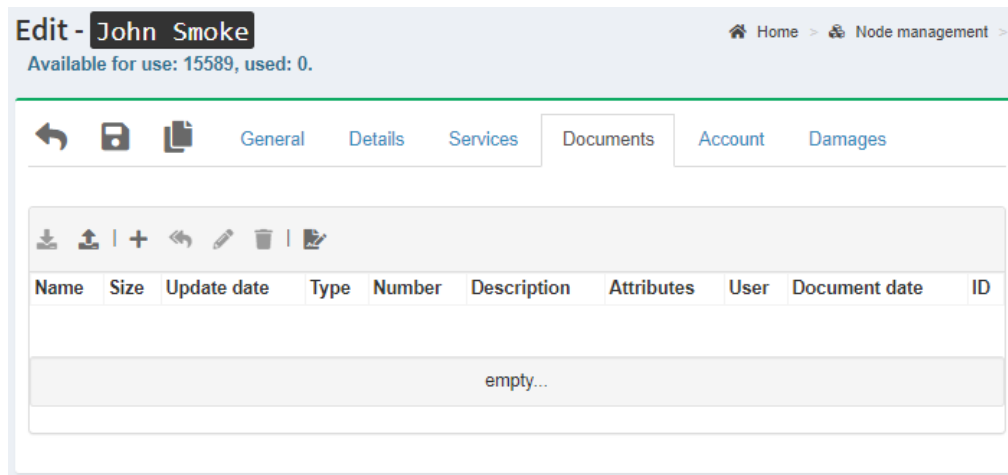 Edit - John Smoke
Home > Node management >
Available for use: 15589, used: 0.
General Details Services Documents Account Damages
Name Size Update date Type Number Description Attributes User Document date ID
empty...